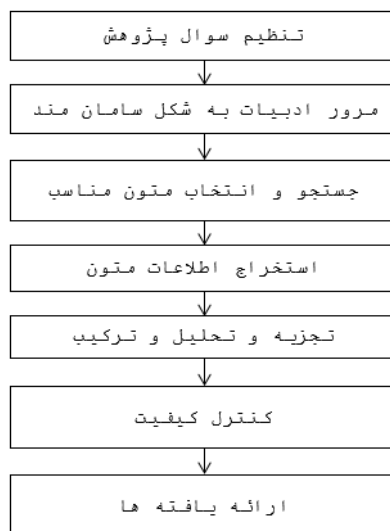 تنظیم سوال پژوهش
مرور ادبیات به شکل سامان مند
جستجو و انتخاب متون مناسب
استخراج اطلاعات متون
تجزیه و تحلیل و ترکیب
کنترل کیفیت
ارائه یافته ها